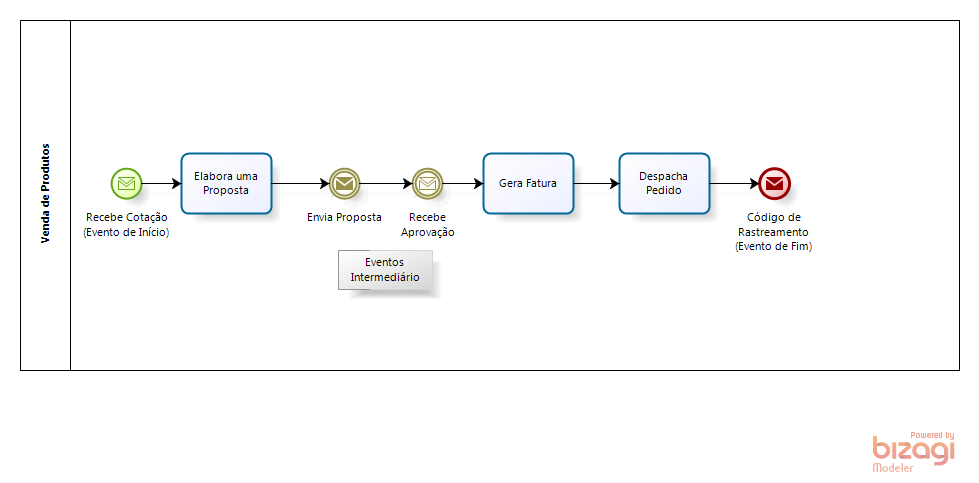 Venda de Produtos
Recebe Cotação
(Evento de Início)
Elabora uma
Proposta
Envia Proposta
Recebe
Aprovação
Eventos
Intermediário
Gera Fatura
Despacha
Pedido
Código de
Rastreamento
(Evento de Fim)
Powered by
bizagi
Modeler